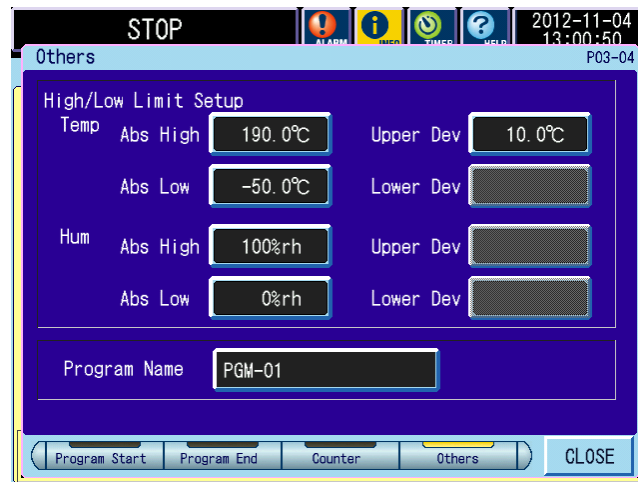 STOP
ALARM
INFO
TIMER
HELP
2012-11-04
13:00:50
Others
P03-04
High/Low Limit Setup
Temp Abs High 190.0℃ Upper Dev 10.0℃
Abs Low -50.0℃ Lower Dev
Hum Abs High 100%rh Upper Dev
Abs Low 0%rh Lower Dev
Program Name PGM-01
Program Start Program End Counter Others CLOSE